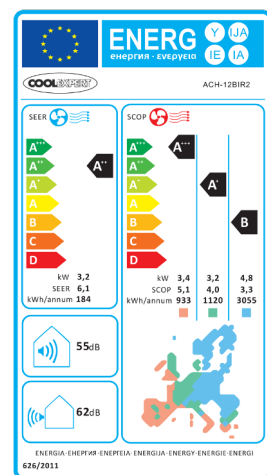 ENERG Y IJA
енергия · ενεργεια IE IA
COOLEXPERT ACH-12BIR2
SEER SCOP
A+++ A+++ A+++
A++ A++ A++
A+ A+ A+
A A
B B B
C C
D D
kW 3,2 kW 3,4 3,2 4,8
SEER 6,1 SCOP 5,1 4,0 3,3
kWh/annum 184 kWh/annum 933 1120 3055
55dB
62dB
ENERGIA·ЕНЕРГИЯ·ΕΝΕΡΓΕΙΑ·ENERGIJA·ENERGY·ENERGIE·ENERGI
626/2011